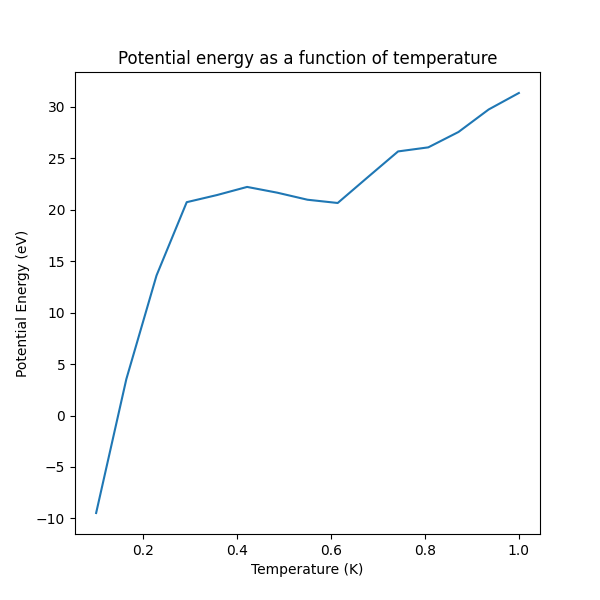 Potential energy as a function of temperature
Potential Energy (eV)
30
25
20
15
10
5
0
−5
−10
0.2 0.4 0.6 0.8 1.0
Temperature (K)